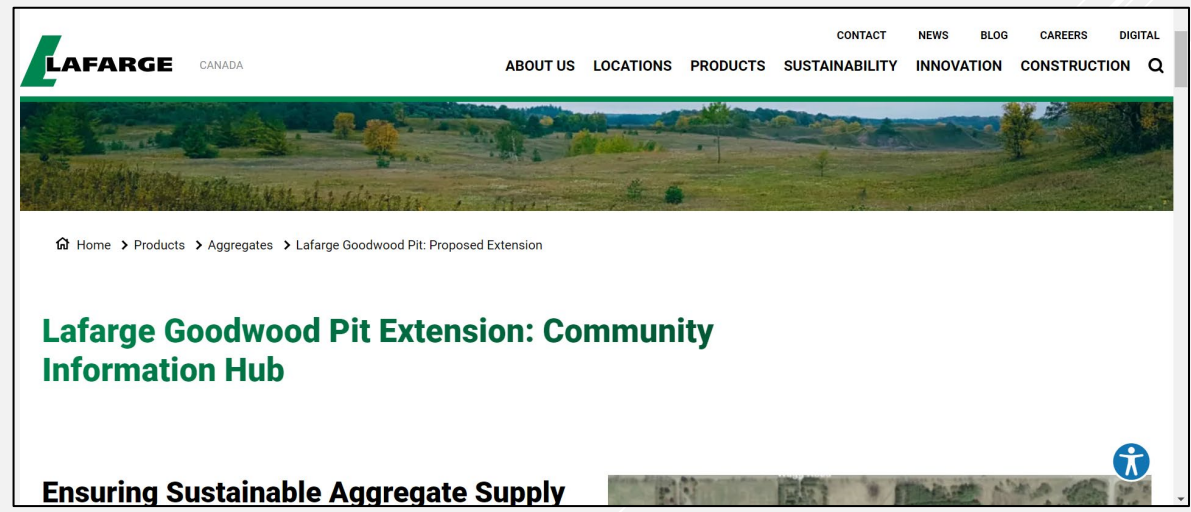 CONTACT NEWS BLOG CAREERS DIGITAL
LAFARGE CANADA
ABOUT US LOCATIONS PRODUCTS SUSTAINABILITY INNOVATION CONSTRUCTION
Home > Products > Aggregates > Lafarge Goodwood Pit: Proposed Extension
Lafarge Goodwood Pit Extension: Community
Information Hub
Ensuring Sustainable Aggregate Supply